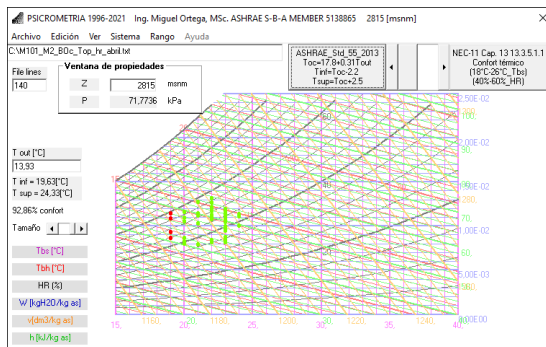 PSICROMETRIA 1996-2021 Ing. Miguel Ortega, MSc. ASHRAE S-B-A MEMBER 5138865 2815 [msnm]
Archivo Edición Ver Sistema Rango Ayuda
C:\M101_M2_BOc_Top_hr_abril.txt
File lines
140
Ventana de propiedades
Z 2815 msnm
P 71,7736 kPa
ASHRAE_Std_55_2013
Toc=17.8+0.31Tout
Tinf=Toc-2.2
Tsup=Toc+2.5
NEC-11 Cap. 13 13.3.5.1.1
Confort térmico
(18°C-26°C_Tbs)
(40%-60%_HR)
T out [°C]
13,93
T inf = 19,63[°C]
T sup = 24,33[°C]
92,86% confort
Tamaño
Tbs [°C]
Tbh [°C]
HR (%)
W [kgH2O/kg as]
v[dm3/kg as]
h [kJ/kg as]
2,50E-02
2,00E-02
1,00E-02
5,00E-03
0,00E00
60
40
15, 1160, 20, 1180, 25, 1200, 30, 1220, 35, 1240, 40,